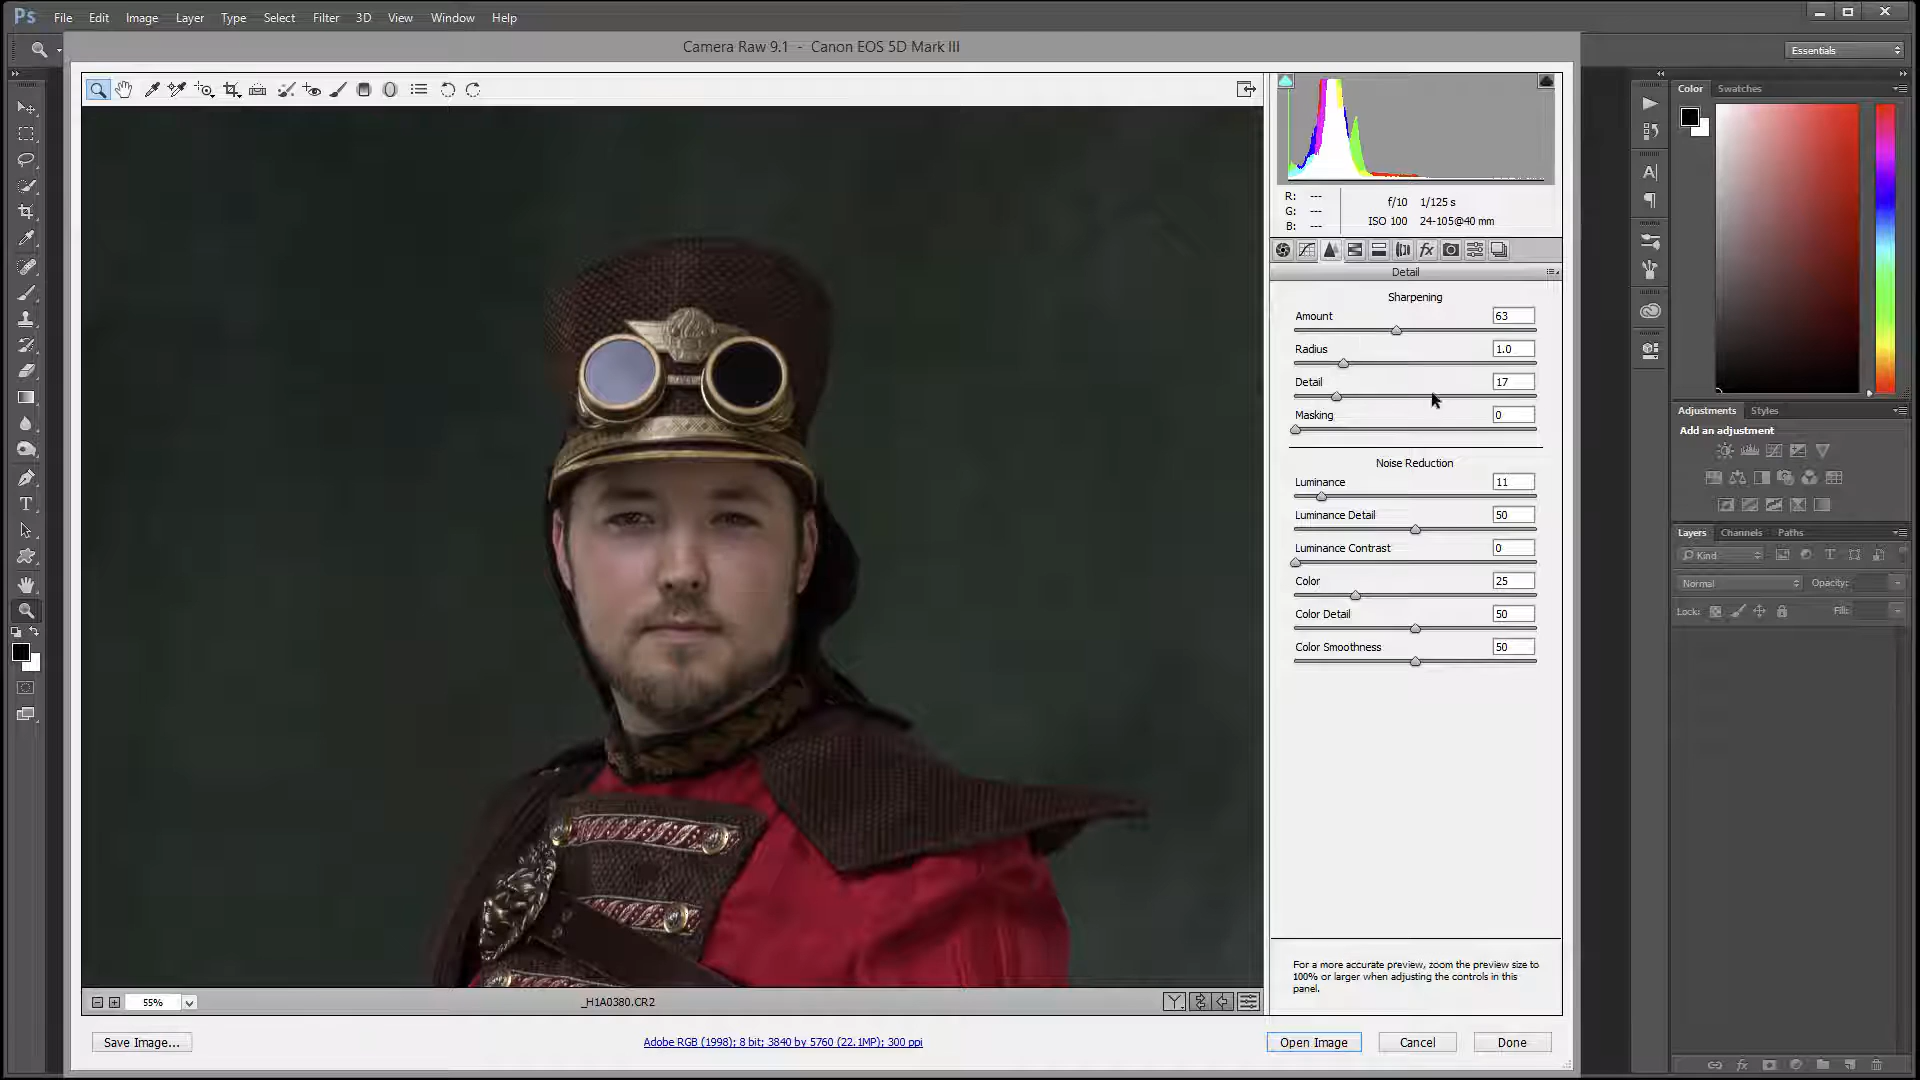 Ps File Edit Image Layer Type Select Filter 3D View Window Help
Camera Raw 9.1 - Canon EOS 5D Mark III
Essentials
Color Swatches
R: ---
G: ---
B: ---
f/10 1/125 s
ISO 100 24-105@40 mm
Detail
Sharpening
Amount 63
Radius 1.0
Detail 17
Masking 0
Noise Reduction
Luminance 11
Luminance Detail 50
Luminance Contrast 0
Color 25
Color Detail 50
Color Smoothness 50
For a more accurate preview, zoom the preview size to
100% or larger when adjusting the controls in this
panel.
Adjustments Styles
Add an adjustment
Layers Channels Paths
Kind
Normal Opacity:
Lock: Fill:
55% _H1A0380.CR2
Save Image... Adobe RGB (1998); 8 bit; 3840 by 5760 (22.1MP); 300 ppi Open Image Cancel Done